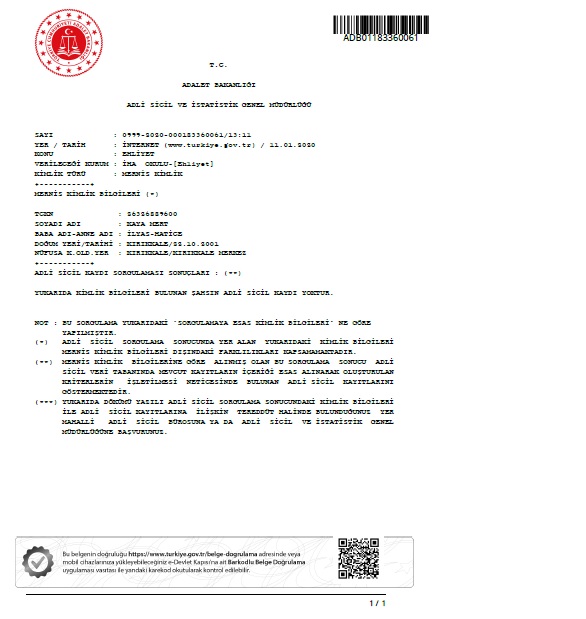 ADB01183360061
T.C.
ADALET BAKANLIĞI
ADLİ SİCİL VE İSTATİSTİK GENEL MÜDÜRLÜĞÜ
SAYI : 0999-2020-000183360061/13:11
YER / TARİH : İNTERNET (www.turkiye.gov.tr) / 11.01.2020
KONU : EHLİYET
VERİLECEĞİ KURUM : İMA OKULU-[Ehliyet]
KİMLİK TÜRÜ : MERNİS KİMLİK
+-----------+
MERNİS KİMLİK BİLGİLERİ (*)
TCKN : 26326889600
SOYADI ADI : KAYA MERT
BABA ADI-ANNE ADI : İLYAS-HATİCE
DOĞUM YERİ/TARİHİ : KIRIKKALE/22.10.2001
NÜFUSA K.OLD.YER : KIRIKKALE/KIRIKKALE MERKEZ
+-----------+
ADLİ SİCİL KAYDI SORGULAMASI SONUÇLARI : (**)
YUKARIDA KİMLİK BİLGİLERİ BULUNAN ŞAHSIN ADLİ SİCİL KAYDI YOKTUR.
NOT : BU SORGULAMA YUKARIDAKİ 'SORGULAMAYA ESAS KİMLİK BİLGİLERİ' NE GÖRE
YAPILMIŞTIR.
(*) ADLİ SİCİL SORGULAMA SONUCUNDA YER ALAN YUKARIDAKİ KİMLİK BİLGİLERİ
MERNİS KİMLİK BİLGİLERİ DIŞINDAKİ FARKLILIKLARI KAPSAMAMAKTADIR.
(**) MERNİS KİMLİK BİLGİLERİNE GÖRE ALINMIŞ OLAN BU SORGULAMA SONUCU ADLİ
SİCİL VERİ TABANINDA MEVCUT KAYITLARIN İÇERİĞİ ESAS ALINARAK OLUŞTURULAN
KRİTERLERİN İŞLETİLMESİ NETİCESİNDE BULUNAN ADLİ SİCİL KAYITLARINI
GÖSTERMEKTEDİR.
(***) YUKARIDA DÖKÜMÜ YAZILI ADLİ SİCİL SORGULAMA SONUCUNDAKİ KİMLİK BİLGİLERİ
İLE ADLİ SİCİL KAYITLARINA İLİŞKİN TEREDDÜT HALİNDE BULUNDUĞUNUZ YER
MAHALLİ ADLİ SİCİL BÜROSUNA YA DA ADLİ SİCİL VE İSTATİSTİK GENEL
MÜDÜRLÜĞÜNE BAŞVURUNUZ.
Bu belgenin doğruluğu https://www.turkiye.gov.tr/belge-dogrulama adresinde veya
mobil cihazlarınıza yükleyebileceğiniz e-Devlet Kapısı'na ait Barkodlu Belge Doğrulama
uygulaması vasıtası ile yandaki karekod okutularak kontrol edilebilir.
1 / 1